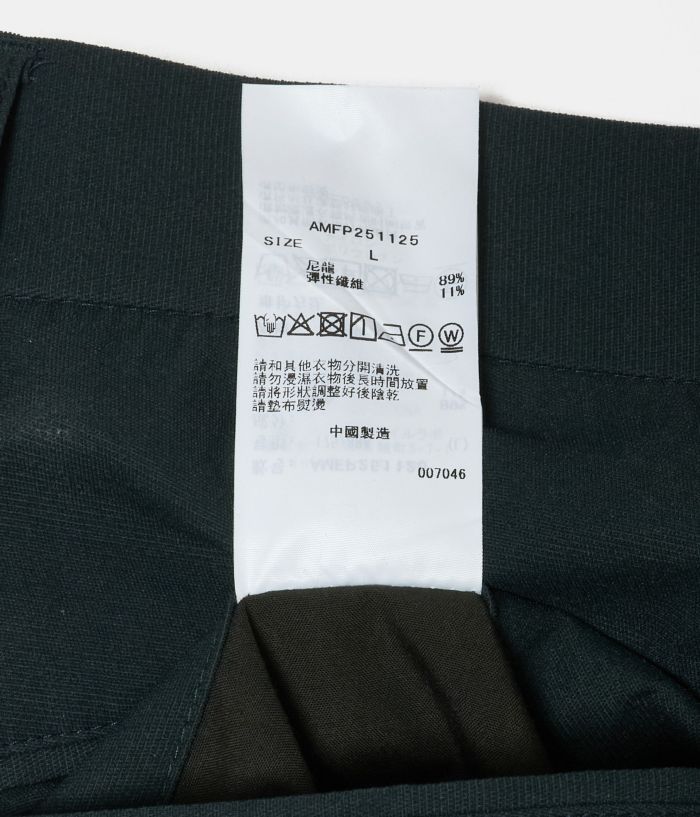 AMFP251125
SIZE L
尼龍 89%
彈性纖維 11%
F W
請和其他衣物分開清洗
請勿浸濕衣物後長時間放置
請將形狀調整好後陰乾
請墊布熨燙
中國製造
007046